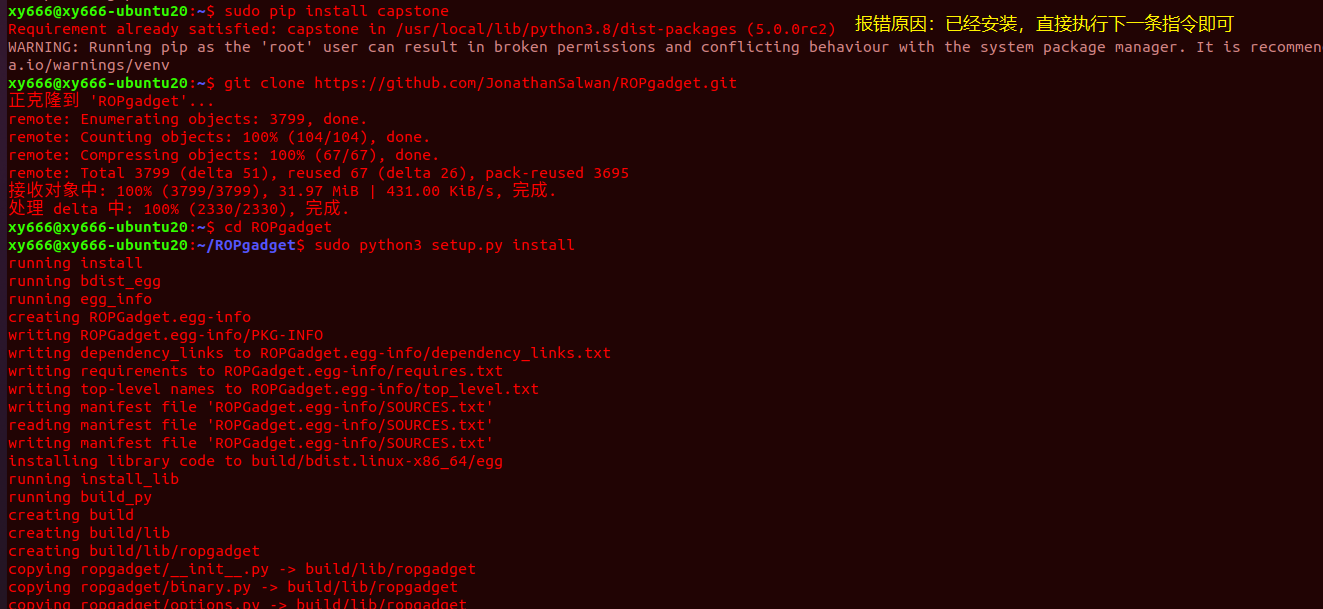 xy666@xy666-ubuntu20:~$ sudo pip install capstone
Requirement already satisfied: capstone in /usr/local/lib/python3.8/dist-packages (5.0.0rc2)
报错原因：已经安装，直接执行下一条指令即可
WARNING: Running pip as the 'root' user can result in broken permissions and conflicting behaviour with the system package manager. It is recommen
a.io/warnings/venv
xy666@xy666-ubuntu20:~$ git clone https://github.com/JonathanSalwan/ROPgadget.git
正克隆到 'ROPgadget'...
remote: Enumerating objects: 3799, done.
remote: Counting objects: 100% (104/104), done.
remote: Compressing objects: 100% (67/67), done.
remote: Total 3799 (delta 51), reused 67 (delta 26), pack-reused 3695
接收对象中: 100% (3799/3799), 31.97 MiB | 431.00 KiB/s, 完成.
处理 delta 中: 100% (2330/2330), 完成.
xy666@xy666-ubuntu20:~$ cd ROPgadget
xy666@xy666-ubuntu20:~/ROPgadget$ sudo python3 setup.py install
running install
running bdist_egg
running egg_info
creating ROPGadget.egg-info
writing ROPGadget.egg-info/PKG-INFO
writing dependency_links to ROPGadget.egg-info/dependency_links.txt
writing requirements to ROPGadget.egg-info/requires.txt
writing top-level names to ROPGadget.egg-info/top_level.txt
writing manifest file 'ROPGadget.egg-info/SOURCES.txt'
reading manifest file 'ROPGadget.egg-info/SOURCES.txt'
writing manifest file 'ROPGadget.egg-info/SOURCES.txt'
installing library code to build/bdist.linux-x86_64/egg
running install_lib
running build_py
creating build
creating build/lib
creating build/lib/ropgadget
copying ropgadget/__init__.py -> build/lib/ropgadget
copying ropgadget/binary.py -> build/lib/ropgadget
copying ropgadget/options.py -> build/lib/ropgadget